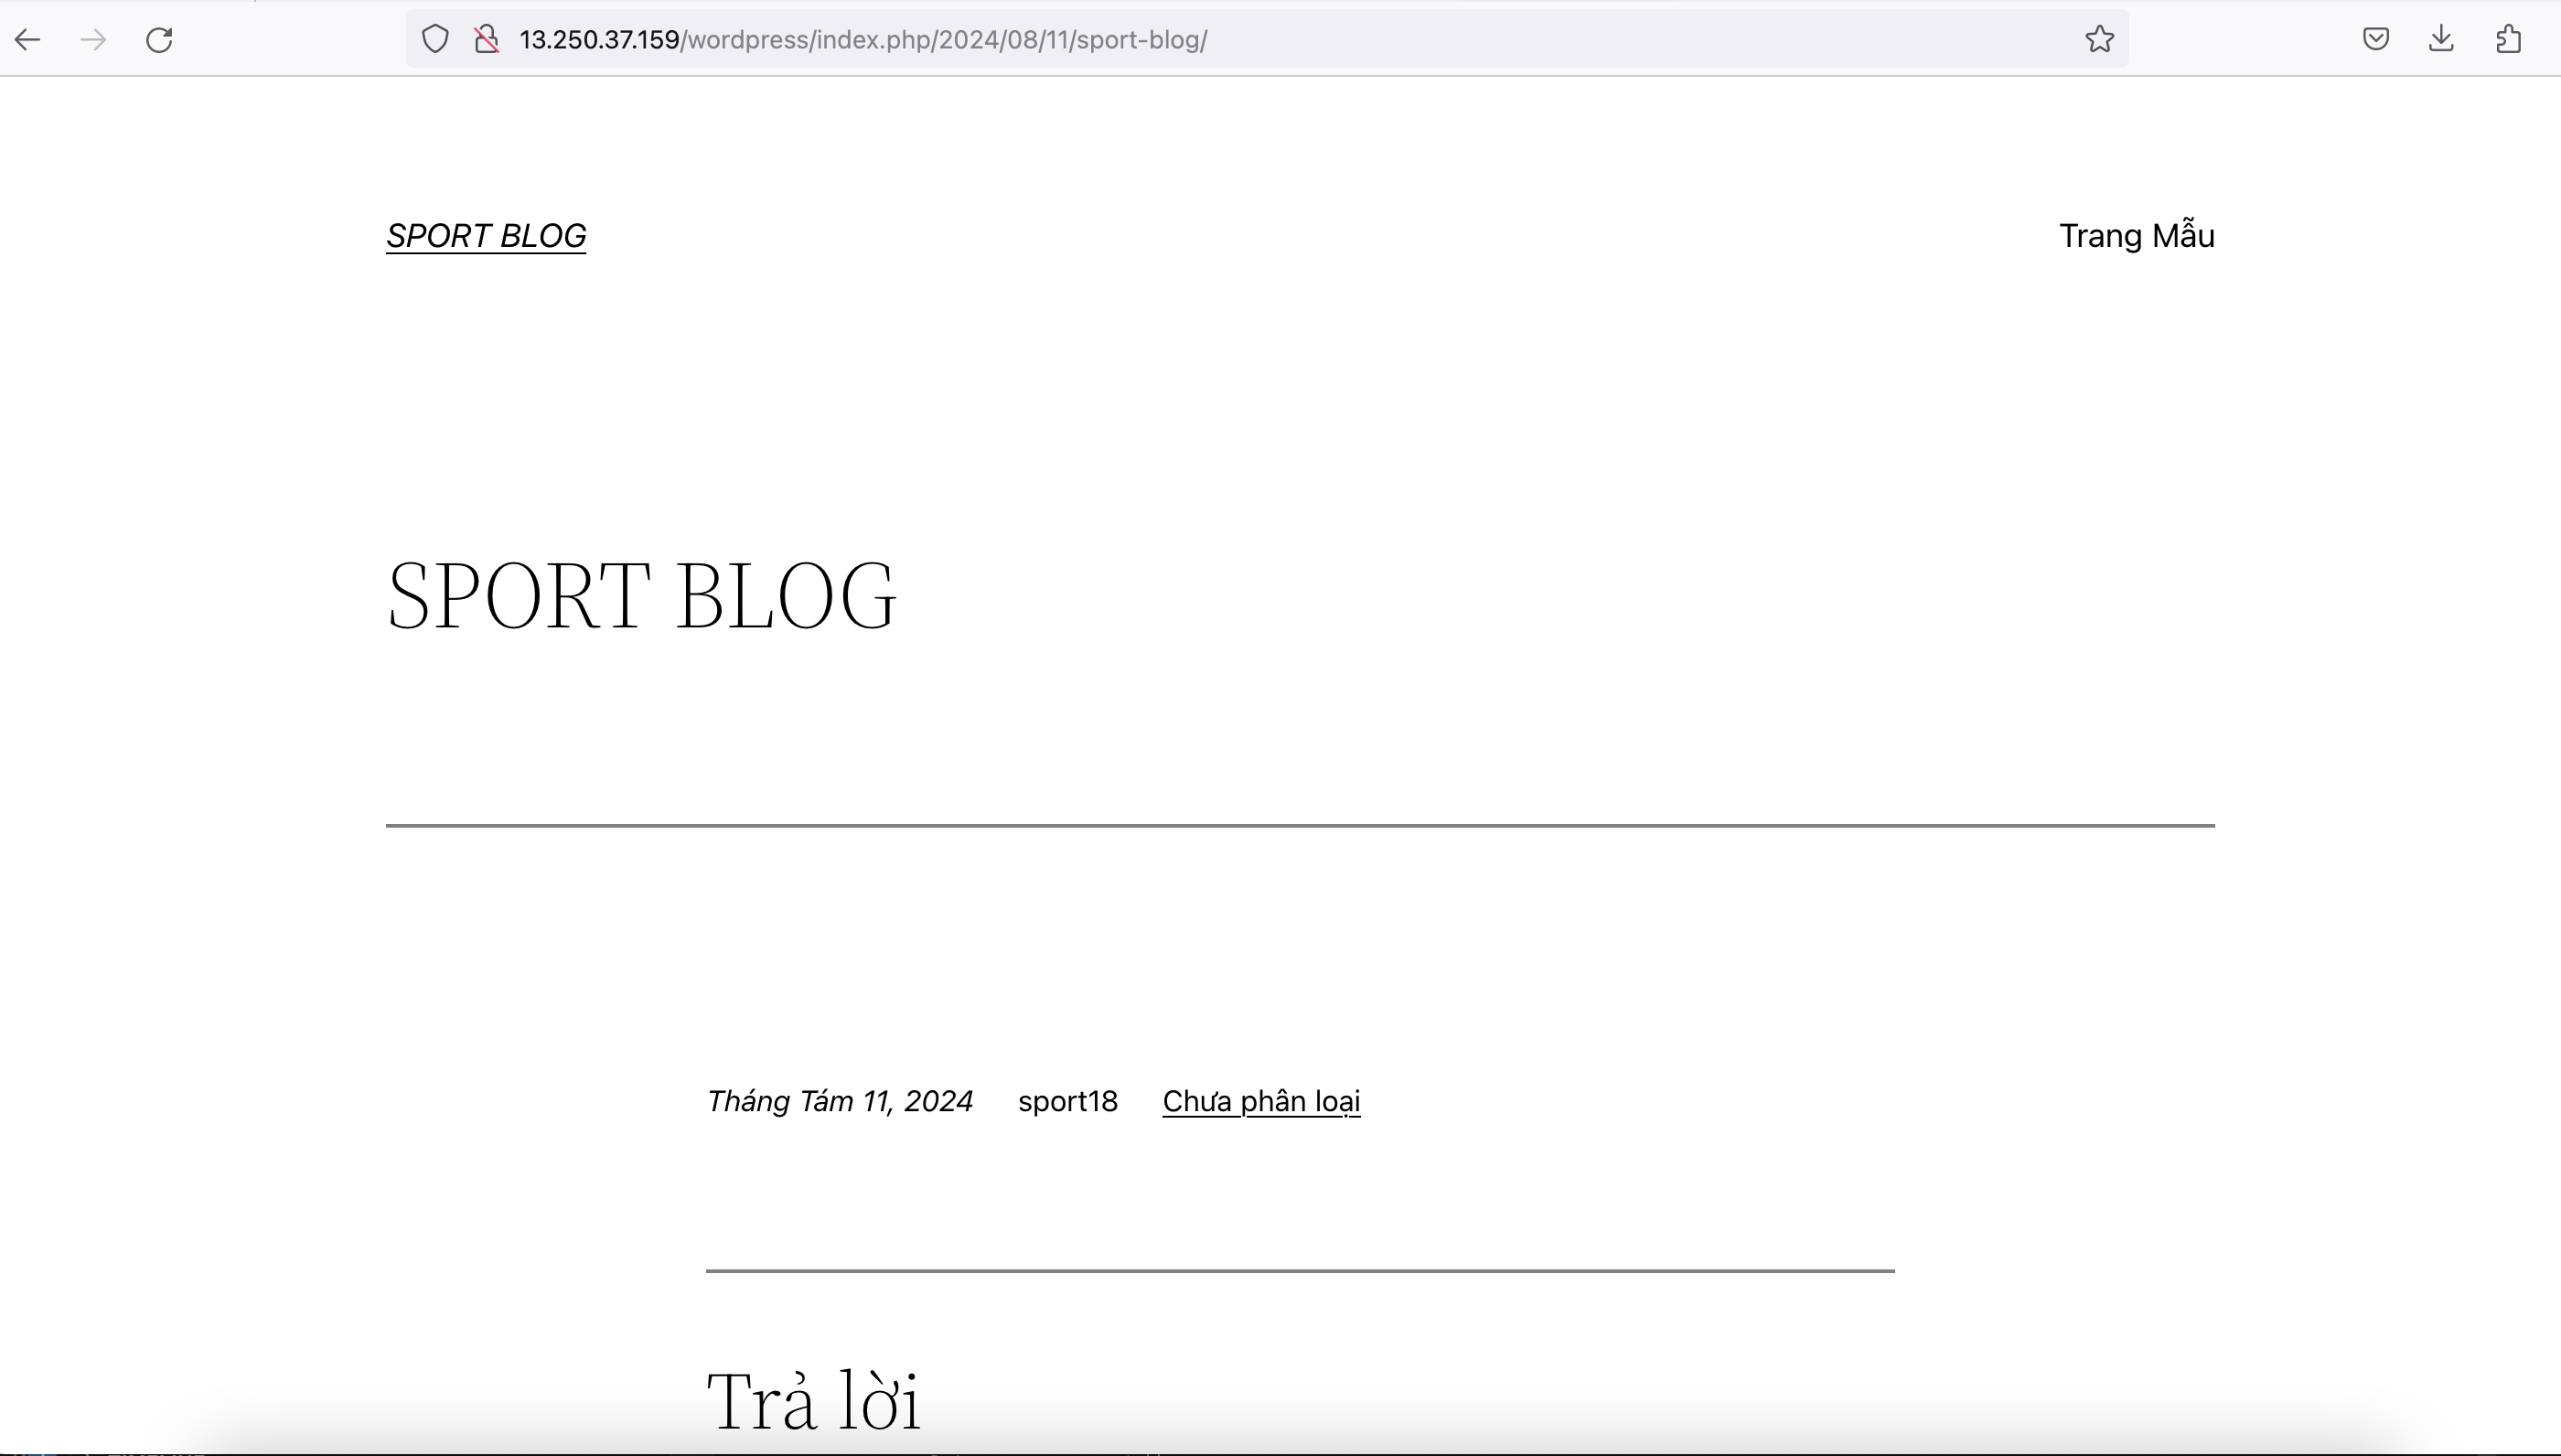 13.250.37.159/wordpress/index.php/2024/08/11/sport-blog/
SPORT BLOG
Trang Mẫu
SPORT BLOG
Tháng Tám 11, 2024 sport18 Chưa phân loại
Trả lời